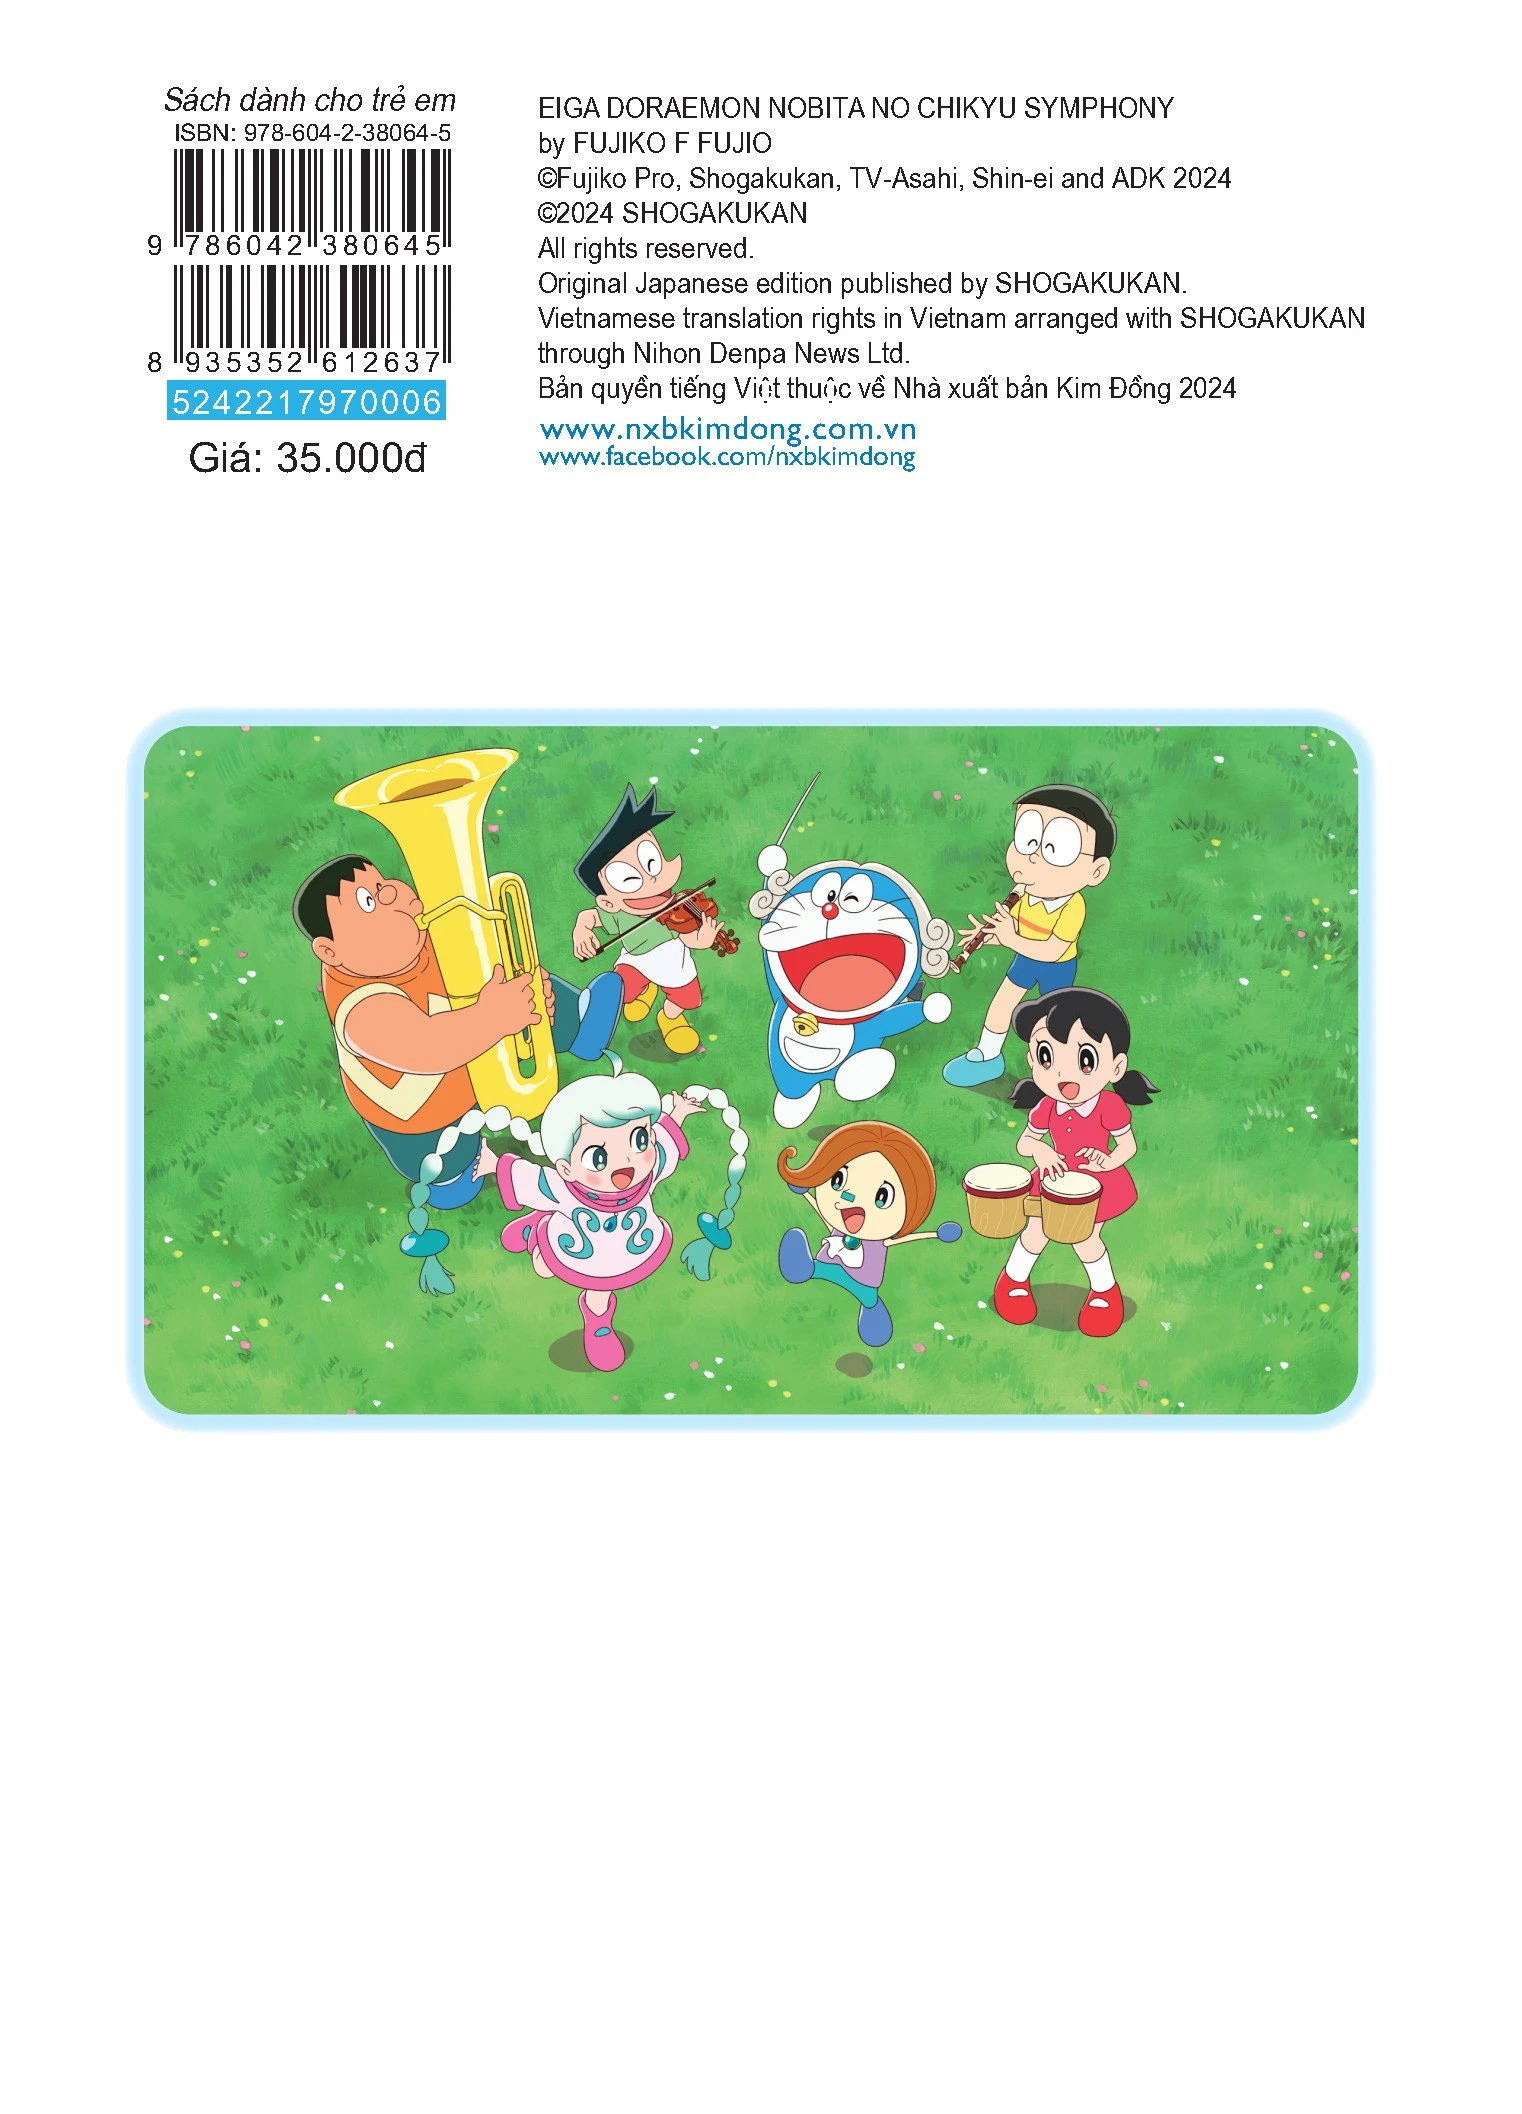 Sách dành cho trẻ em
ISBN: 978-604-2-38064-5
9 786042 380645
8 935352 612637
5242217970006
Giá: 35.000đ
EIGA DORAEMON NOBITA NO CHIKYU SYMPHONY
by FUJIKO F FUJIO
©Fujiko Pro, Shogakukan, TV-Asahi, Shin-ei and ADK 2024
©2024 SHOGAKUKAN
All rights reserved.
Original Japanese edition published by SHOGAKUKAN.
Vietnamese translation rights in Vietnam arranged with SHOGAKUKAN
through Nihon Denpa News Ltd.
Bản quyền tiếng Việt thuộc về Nhà xuất bản Kim Đồng 2024
www.nxbkimdong.com.vn
www.facebook.com/nxbkimdong